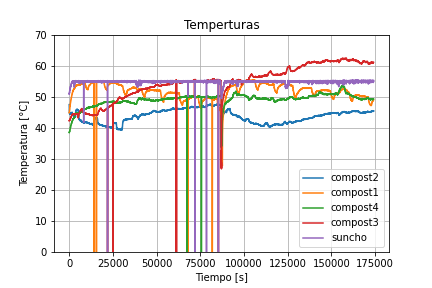 Temperturas
70
60
50
40
30
20
10
0
Temperatura [°C]
0 25000 50000 75000 100000 125000 150000 175000
Tiempo [s]
compost2
compost1
compost4
compost3
suncho